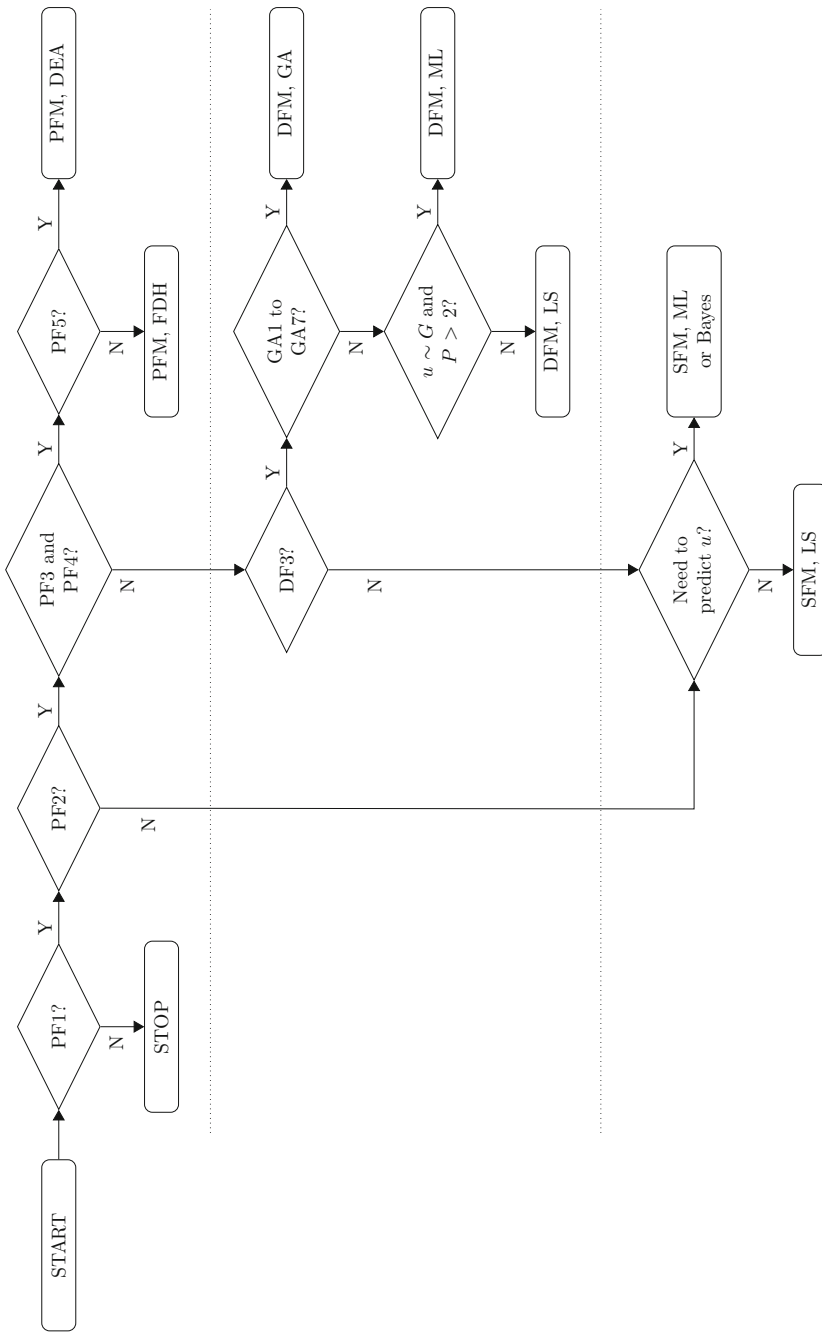 START
PF1?
Y
N
STOP
PF2?
Y
N
PF3 and
PF4?
Y
N
PF5?
Y
N
PFM, DEA
PFM, FDH
DF3?
Y
N
GA1 to
GA7?
Y
N
DFM, GA
u ∼ G and
P > 2?
Y
N
DFM, ML
DFM, LS
Need to
predict u?
Y
N
SFM, ML
or Bayes
SFM, LS